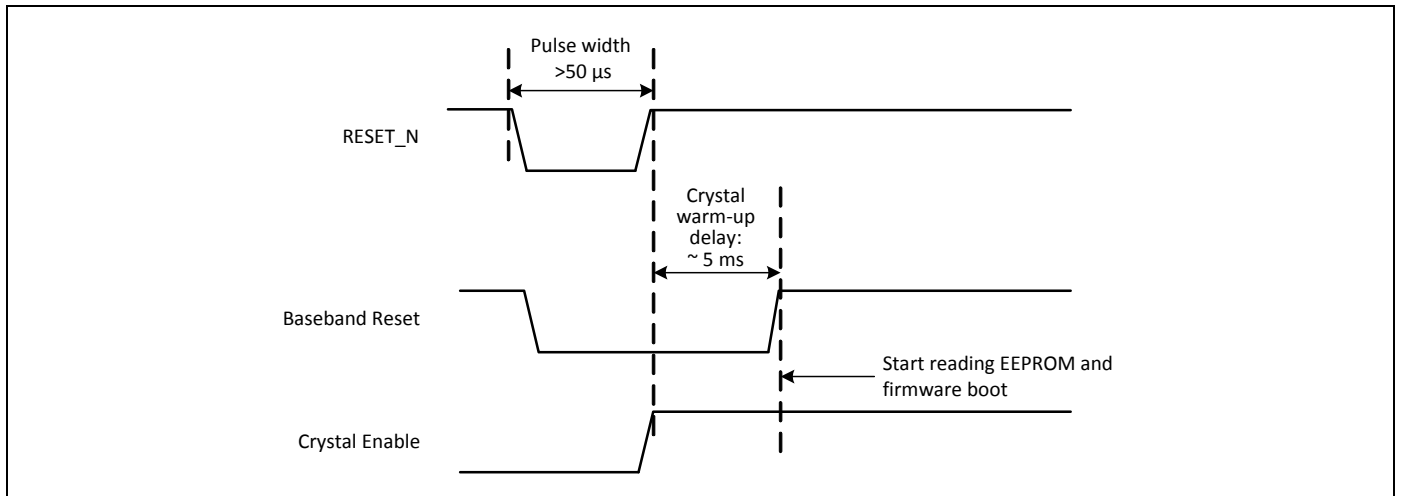 Pulse width
>50 µs
RESET_N
Crystal
warm-up
delay:
~ 5 ms
Baseband Reset
Start reading EEPROM and
firmware boot
Crystal Enable